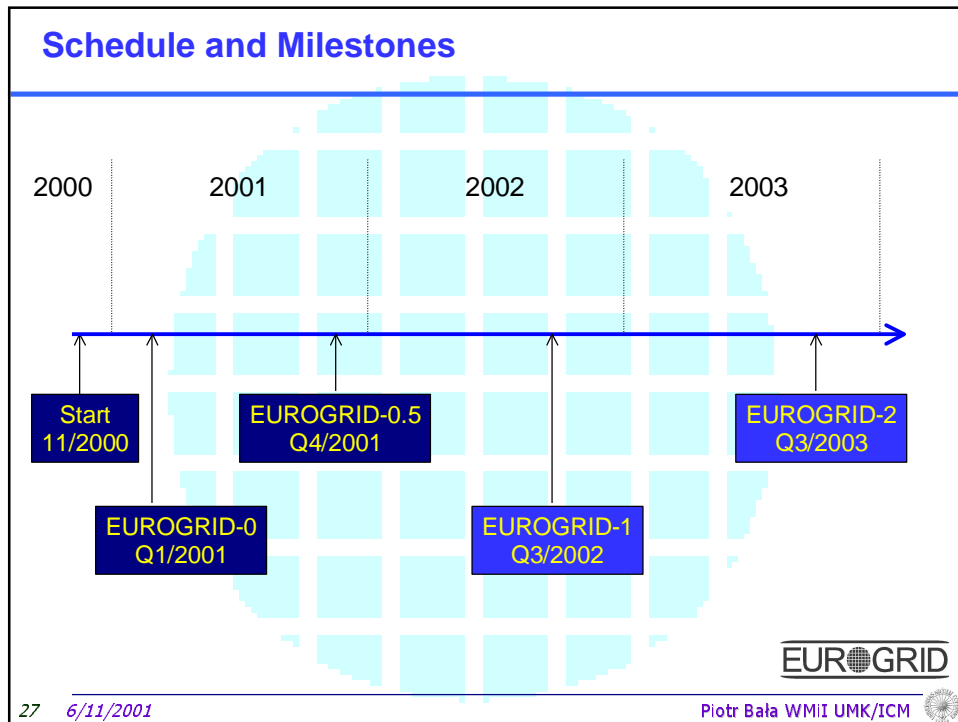 Schedule and Milestones
2000 2001 2002 2003
Start
11/2000
EUROGRID-0.5
Q4/2001
EUROGRID-2
Q3/2003
EUROGRID-0
Q1/2001
EUROGRID-1
Q3/2002
EUROGRID
27 6/11/2001 Piotr Bała WMiI UMK/ICM